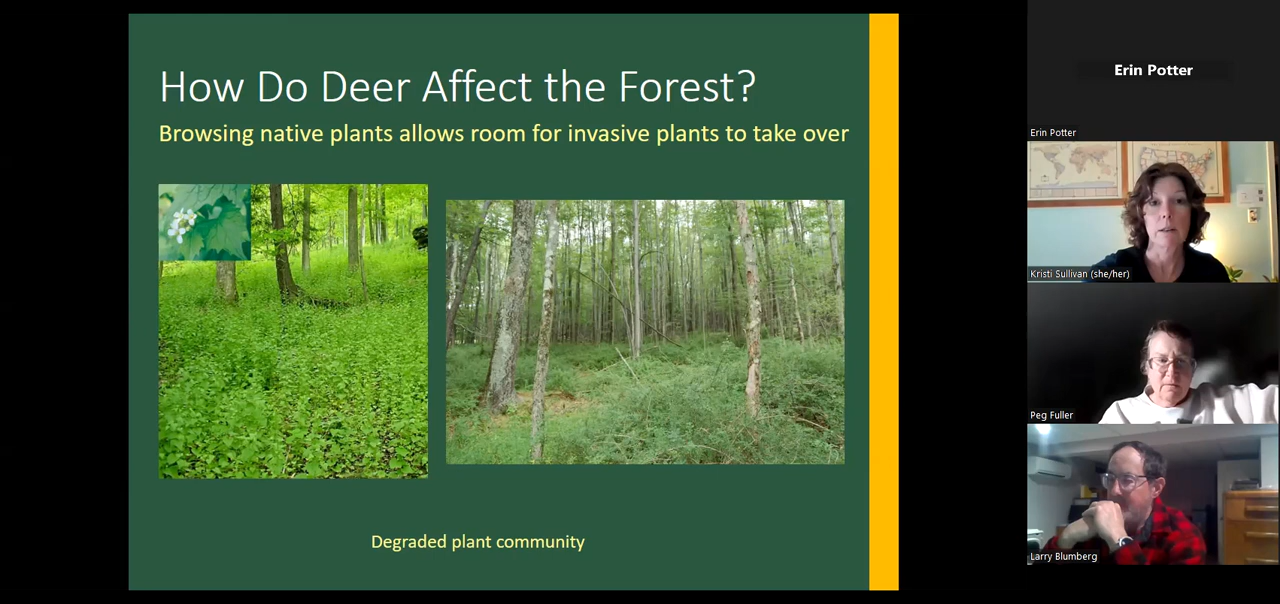 How Do Deer Affect the Forest?
Browsing native plants allows room for invasive plants to take over
Degraded plant community
Erin Potter
Erin Potter
Kristi Sullivan (she/her)
Peg Fuller
Larry Blumberg